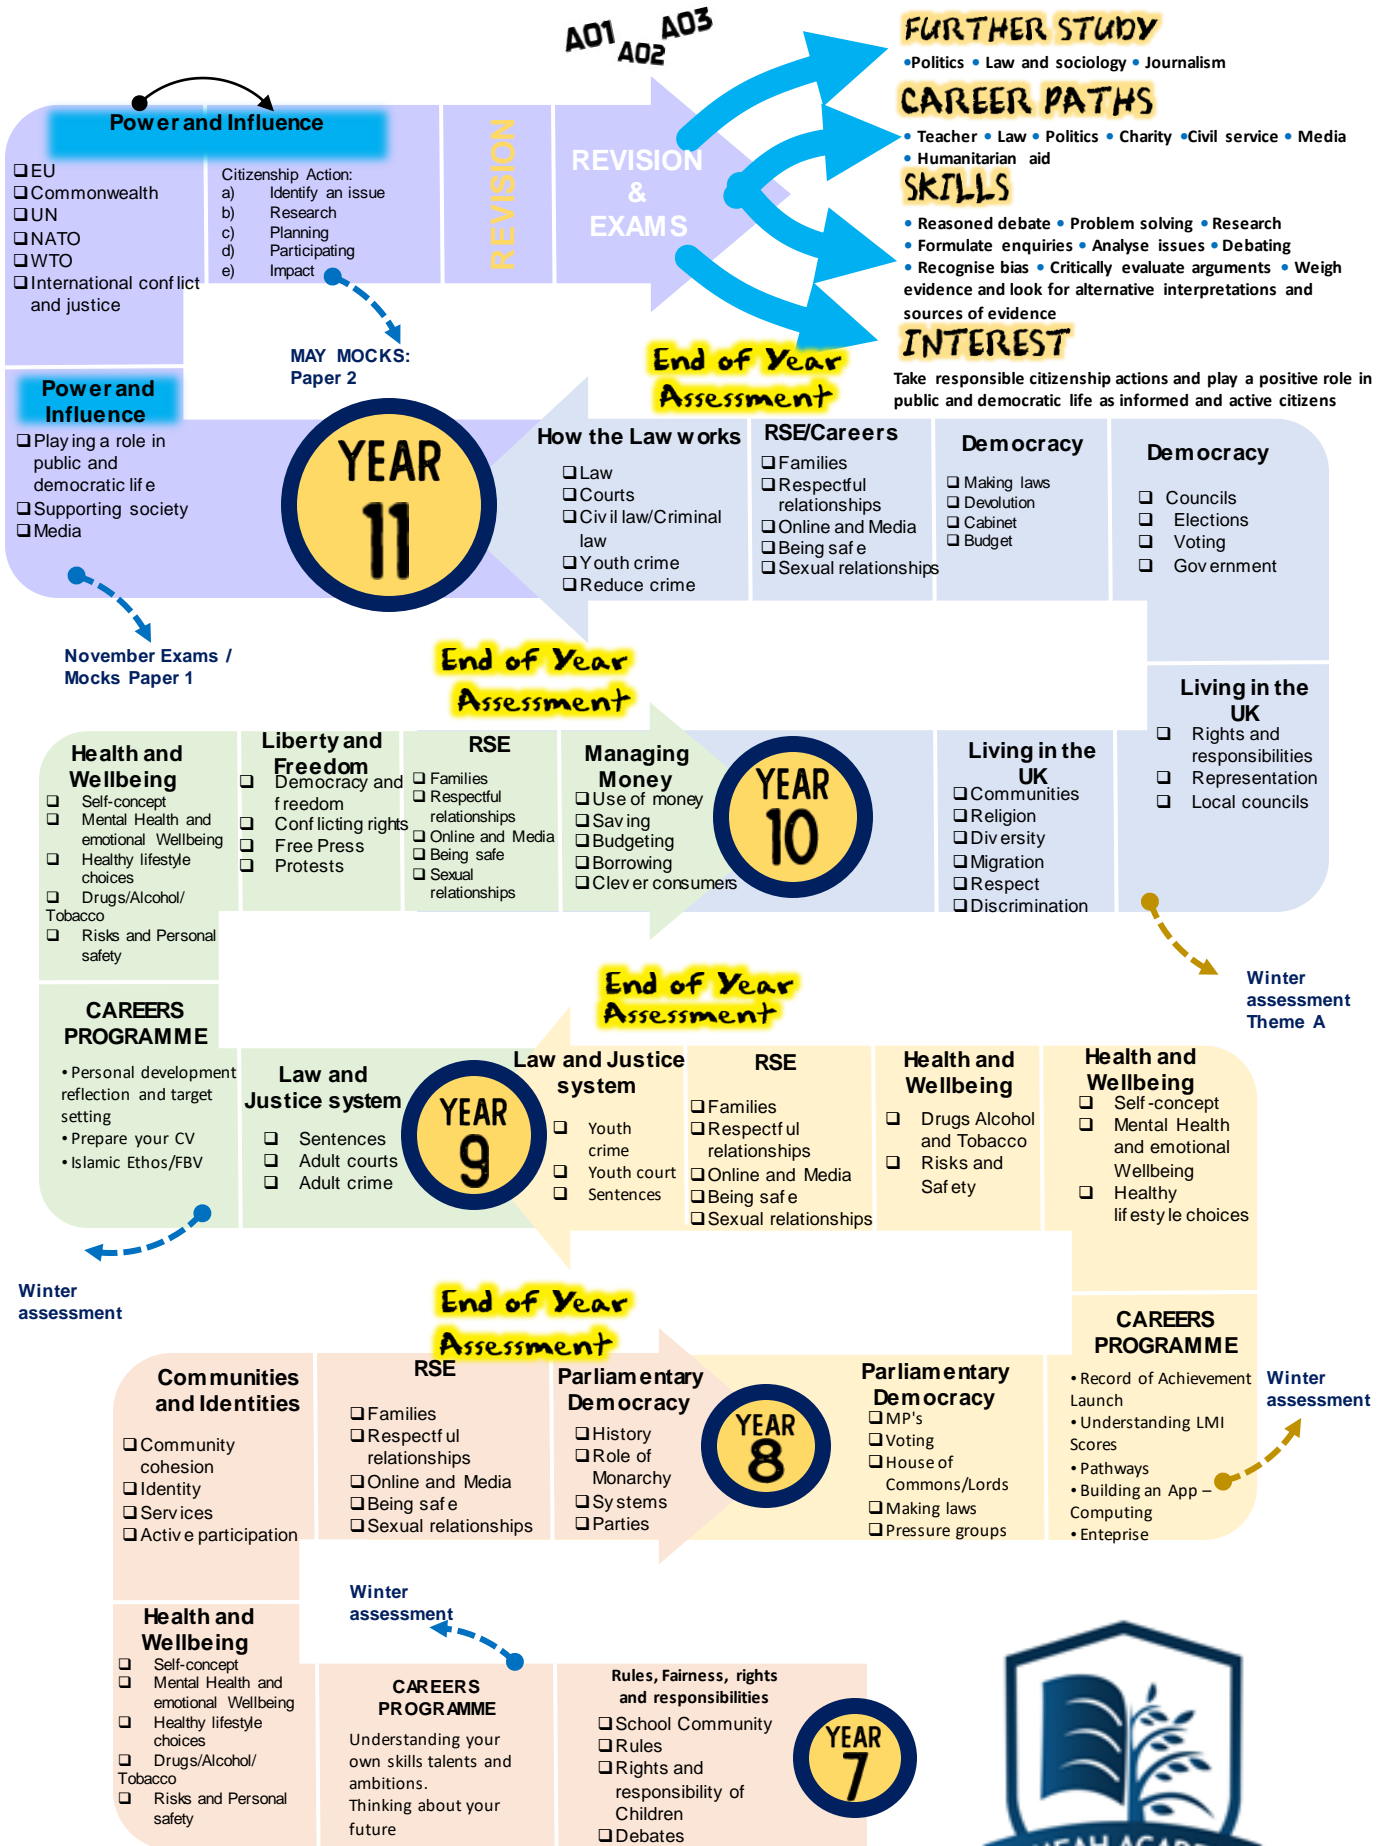 AO1
AO2
AO3
FURTHER STUDY
•Politics • Law and sociology • Journalism
CAREER PATHS
• Teacher • Law • Politics • Charity •Civil service • Media
• Humanitarian aid
SKILLS
• Reasoned debate • Problem solving • Research
• Formulate enquiries • Analyse issues • Debating
• Recognise bias • Critically evaluate arguments • Weigh
evidence and look for alternative interpretations and
sources of evidence
INTEREST
Take responsible citizenship actions and play a positive role in
public and democratic life as informed and active citizens
Power and Influence
❑EU
❑Commonwealth
❑UN
❑NATO
❑WTO
❑International conflict
and justice
Citizenship Action:
a) Identify an issue
b) Research
c) Planning
d) Participating
e) Impact
REVISION
REVISION
&
EXAMS
MAY MOCKS:
Paper 2
Power and
Influence
❑Playing a role in
public and
democratic life
❑Supporting society
❑Media
November Exams /
Mocks Paper 1
YEAR
11
End of Year
Assessment
How the Law works
❑Law
❑Courts
❑Civil law/Criminal
law
❑Youth crime
❑Reduce crime
RSE/Careers
❑Families
❑Respectful
relationships
❑Online and Media
❑Being safe
❑Sexual relationships
Democracy
❑Making laws
❑Devolution
❑Cabinet
❑Budget
Democracy
❑ Councils
❑ Elections
❑ Voting
❑ Government
Living in the
UK
❑ Rights and
responsibilities
❑ Representation
❑ Local councils
Winter
assessment
Theme A
Living in the
UK
❑Communities
❑Religion
❑Diversity
❑Migration
❑Respect
❑Discrimination
YEAR
10
End of Year
Assessment
Managing
Money
❑Use of money
❑Saving
❑Budgeting
❑Borrowing
❑Clever consumers
RSE
❑Families
❑Respectful
relationships
❑Online and Media
❑Being safe
❑Sexual
relationships
Liberty and
Freedom
❑ Democracy and
freedom
❑ Conflicting rights
❑ Free Press
❑ Protests
Health and
Wellbeing
❑ Self-concept
❑ Mental Health and
emotional Wellbeing
❑ Healthy lifestyle
choices
❑ Drugs/Alcohol/
Tobacco
❑ Risks and Personal
safety
CAREERS
PROGRAMME
• Personal development
reflection and target
setting
• Prepare your CV
• Islamic Ethos/FBV
Winter
assessment
Law and
Justice system
❑ Sentences
❑ Adult courts
❑ Adult crime
YEAR
9
End of Year
Assessment
Law and Justice
system
❑ Youth
crime
❑ Youth court
❑ Sentences
RSE
❑Families
❑Respectful
relationships
❑Online and Media
❑Being safe
❑Sexual relationships
Health and
Wellbeing
❑ Drugs Alcohol
and Tobacco
❑ Risks and
Safety
Health and
Wellbeing
❑ Self-concept
❑ Mental Health
and emotional
Wellbeing
❑ Healthy
lifestyle choices
CAREERS
PROGRAMME
• Record of Achievement
Launch
• Understanding LMI
Scores
• Pathways
• Building an App –
Computing
• Enteprise
Winter
assessment
Parliamentary
Democracy
❑MP's
❑Voting
❑House of
Commons/Lords
❑Making laws
❑Pressure groups
YEAR
8
End of Year
Assessment
Parliamentary
Democracy
❑History
❑Role of
Monarchy
❑Systems
❑Parties
RSE
❑Families
❑Respectful
relationships
❑Online and Media
❑Being safe
❑Sexual relationships
Communities
and Identities
❑Community
cohesion
❑Identity
❑Services
❑Active participation
Health and
Wellbeing
❑ Self-concept
❑ Mental Health and
emotional Wellbeing
❑ Healthy lifestyle
choices
❑ Drugs/Alcohol/
Tobacco
❑ Risks and Personal
safety
Winter
assessment
CAREERS
PROGRAMME
Understanding your
own skills talents and
ambitions.
Thinking about your
future
Rules, Fairness, rights
and responsibilities
❑School Community
❑Rules
❑Rights and
responsibility of
Children
❑Debates
YEAR
7